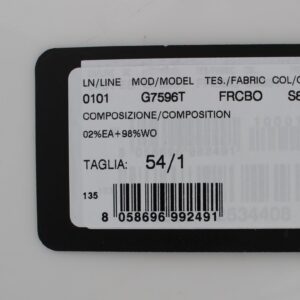 LN/LINE MOD/MODEL TES./FABRIC COL/C
0101 G7596T FRCBO S8
COMPOSIZIONE/COMPOSITION
02%EA+98%WO
TAGLIA: 54/1
135
8 058696 992491
534408